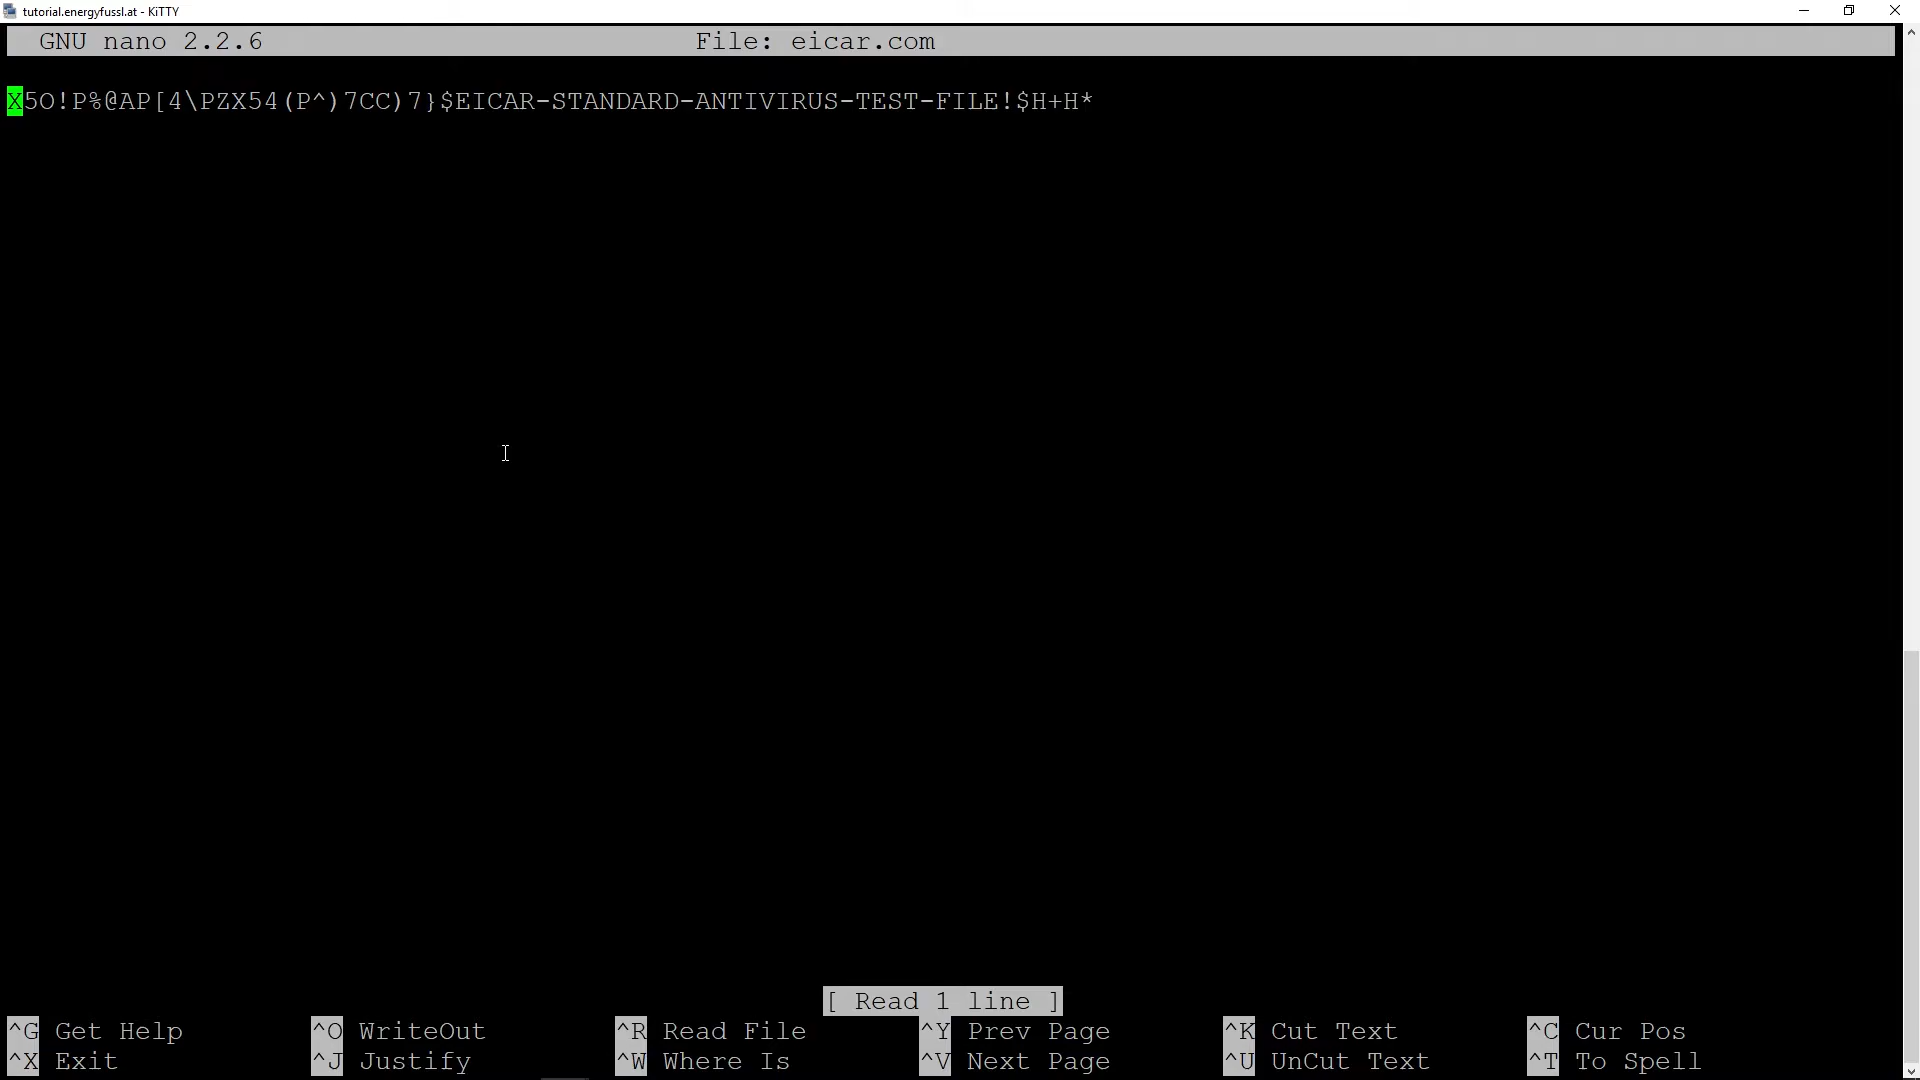 tutorial.energyfussl.at - KiTTY
GNU nano 2.2.6 File: eicar.com
X5O!P%@AP[4\PZX54(P^)7CC)7}$EICAR-STANDARD-ANTIVIRUS-TEST-FILE!$H+H*
[ Read 1 line ]
^G Get Help ^O WriteOut ^R Read File ^Y Prev Page ^K Cut Text ^C Cur Pos
^X Exit ^J Justify ^W Where Is ^V Next Page ^U UnCut Text ^T To Spell